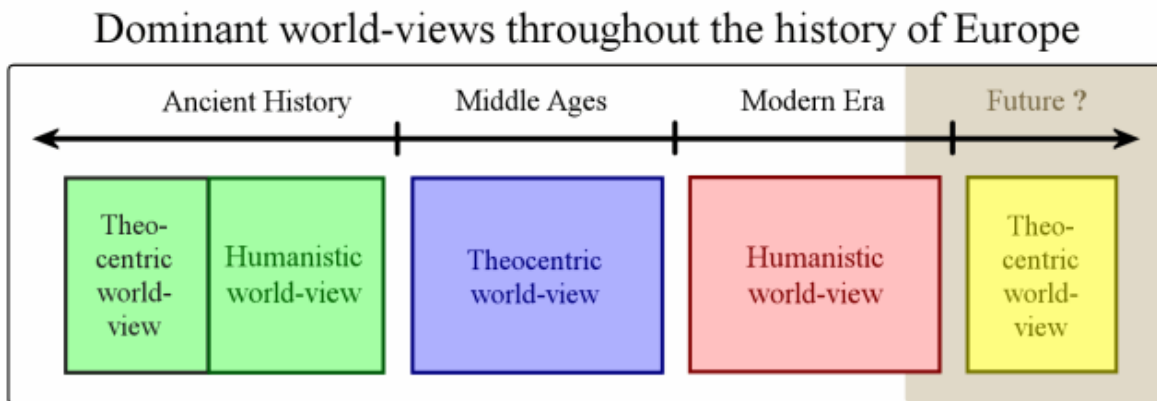 Dominant world-views throughout the history of Europe
Ancient History
Middle Ages
Modern Era
Future ?
Theo-
centric
world-
view
Humanistic
world-view
Theocentric
world-view
Humanistic
world-view
Theo-
centric
world-
view